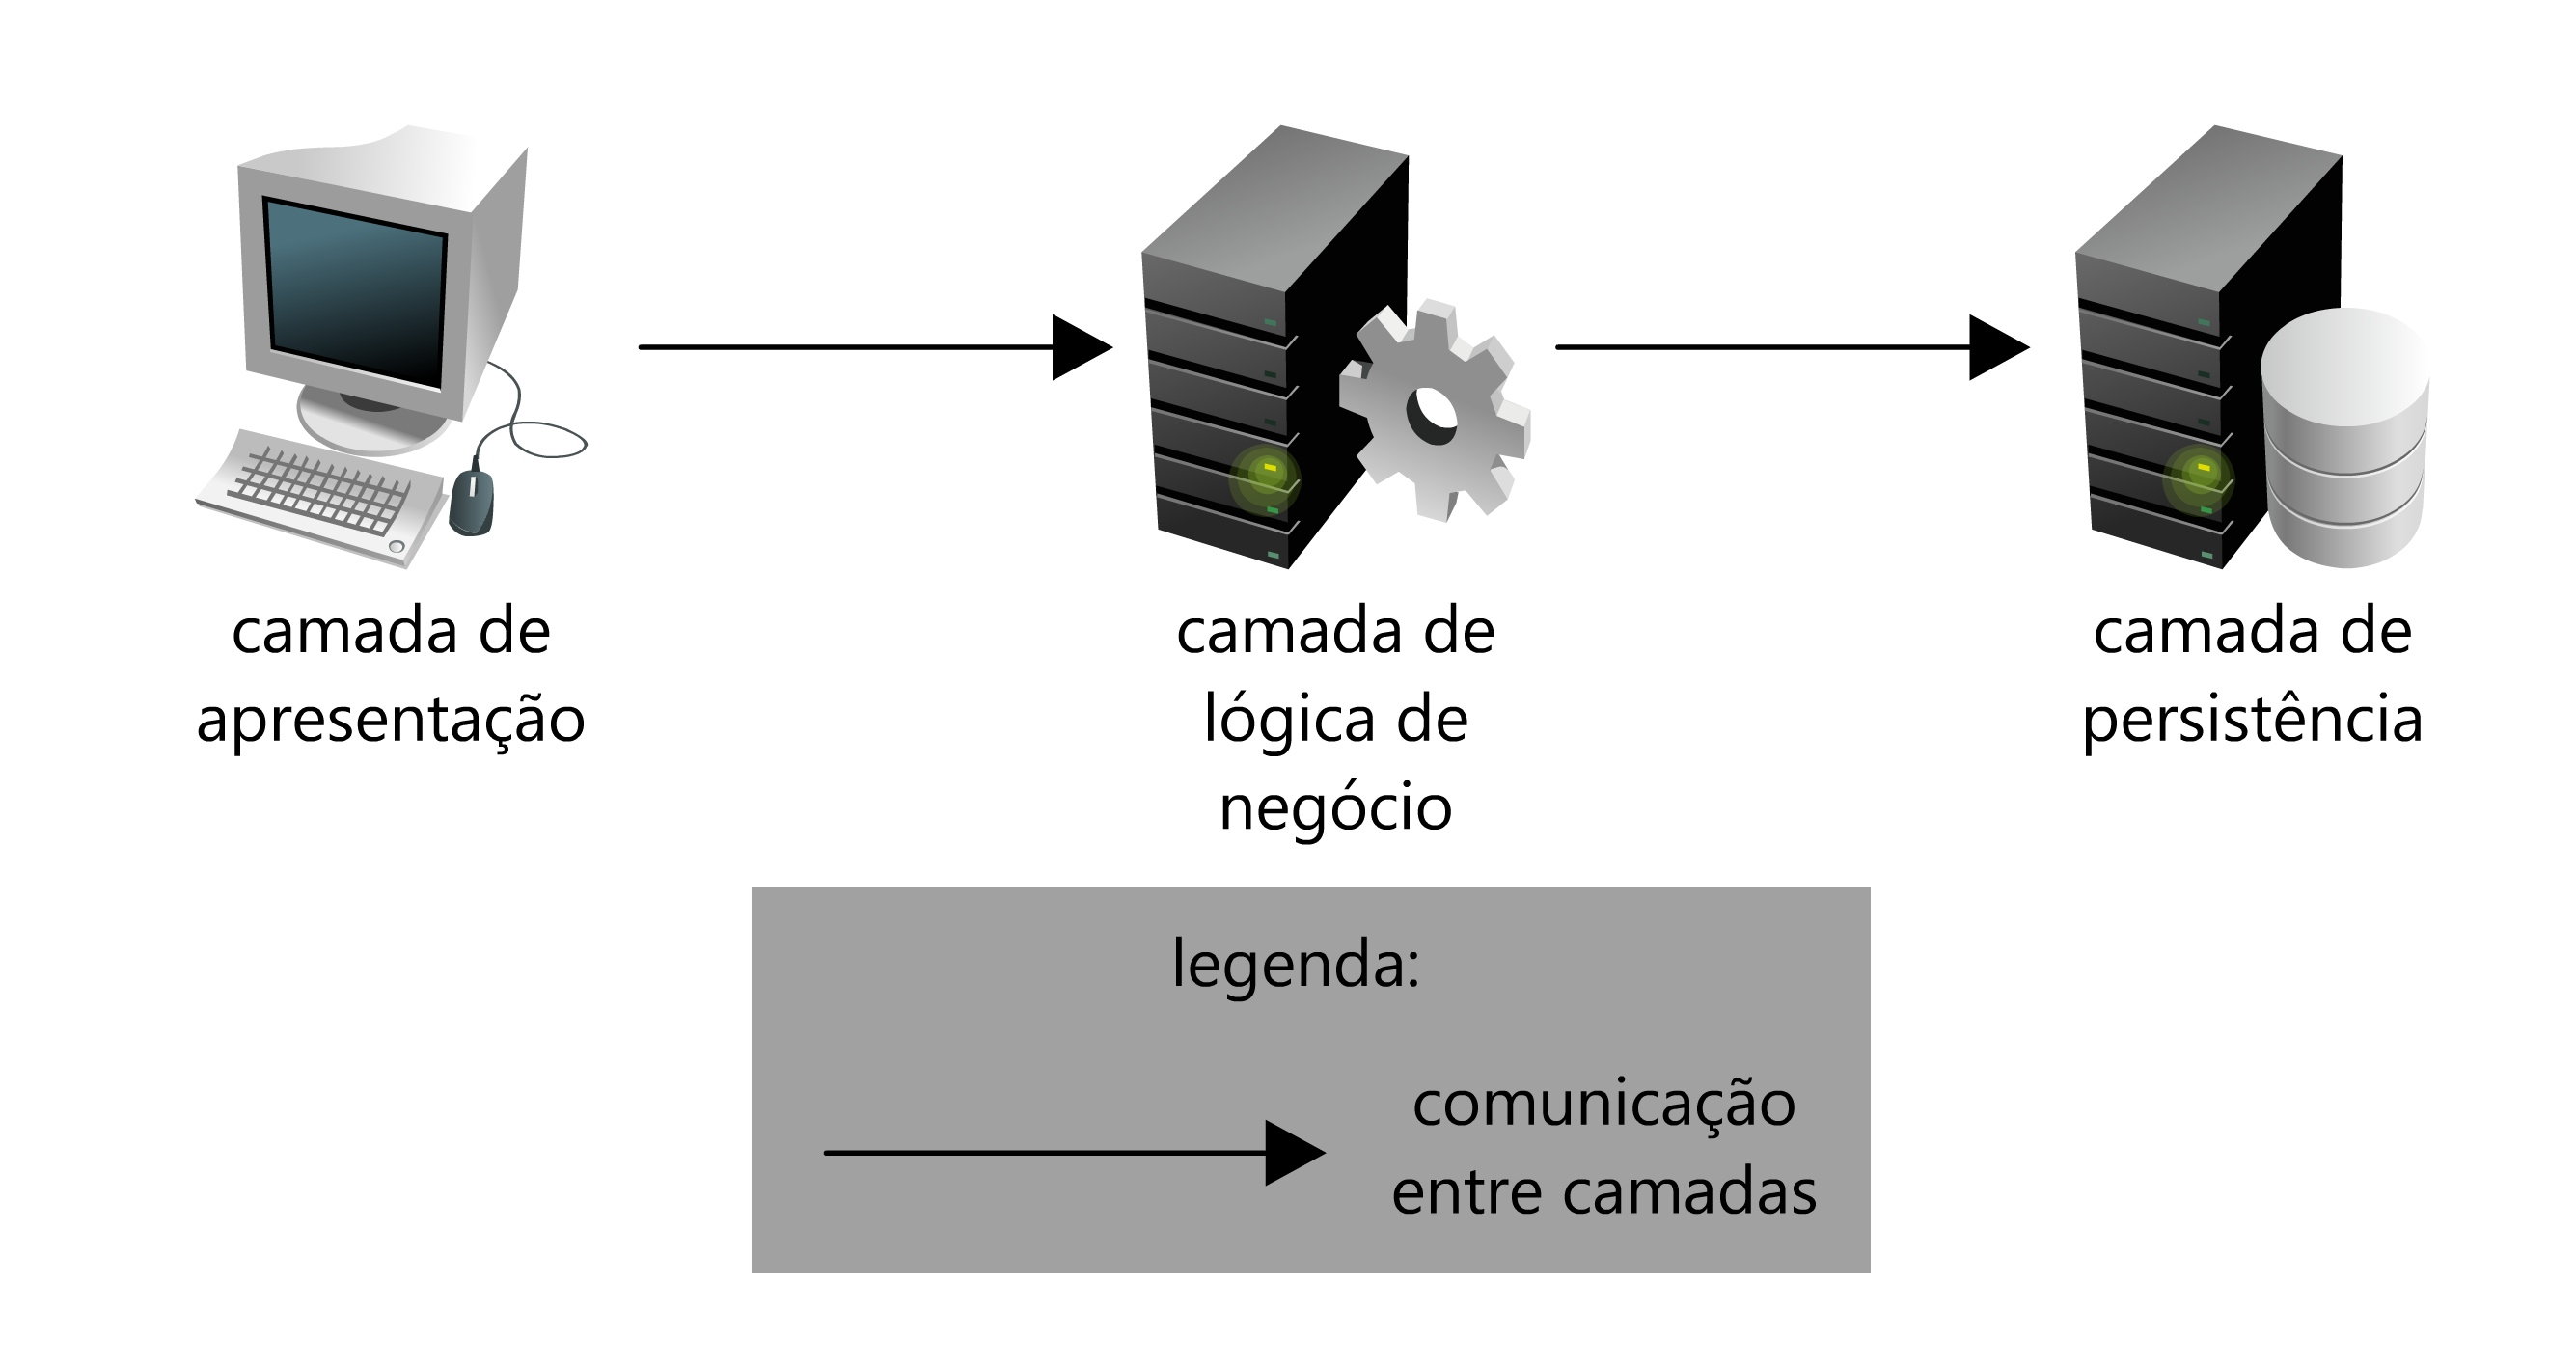 camada de
apresentação
camada de
lógica de
negócio
camada de
persistência
legenda:
comunicação
entre camadas